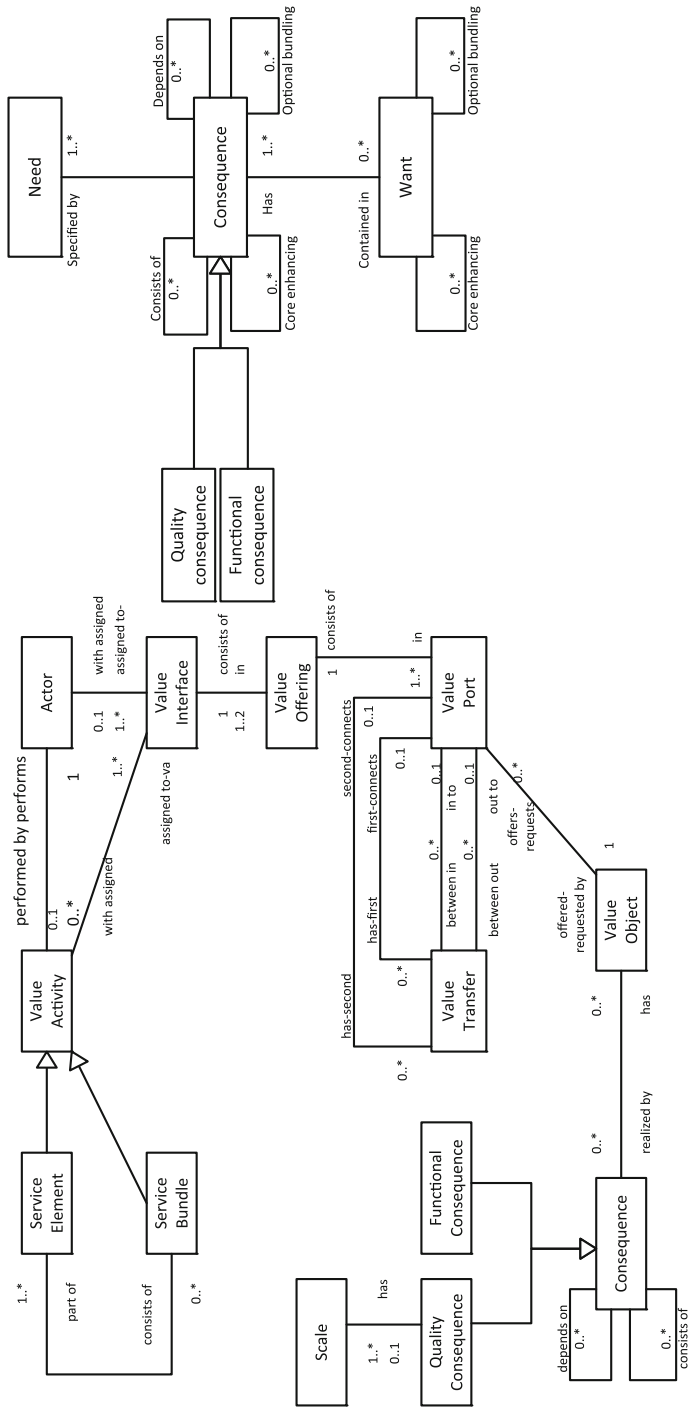 Need
Specified by
1..*
Depends on
0..*
0..*
Optional bundling
Consequence
Consists of
0..*
0..*
Core enhancing
1..*
Has
0..*
Contained in
Want
0..*
Optional bundling
0..*
Core enhancing
Quality
consequence
Functional
consequence
Actor
with assigned
assigned to-
0..1
1..*
performed by performs
1
0..1
Value
Interface
1..*
assigned to-va
0..*
with assigned
Value
Activity
consists of
in
1
1..2
Value
Offering
consists of
in
1
1..*
Value
Port
second-connects
0..1
first-connects
0..1
0..1
in to
0..*
between in
0..1
out to
0..*
between out
has-first
0..*
has-second
0..*
Value
Transfer
0..*
offers-
requests
1
offered-
requested by
Value
Object
0..*
has
0..*
realized by
Service
Element
Service
Bundle
1..*
part of
consists of
0..*
Functional
Consequence
Quality
Consequence
Scale
has
1..*
0..1
Consequence
depends on
0..*
0..*
consists of